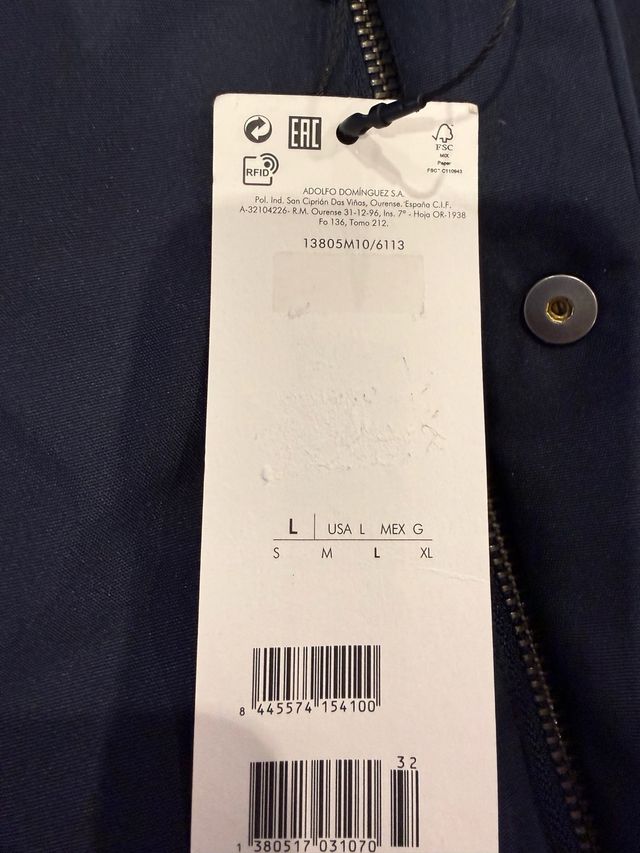 EAC
RFID
FSC
MIX
Paper
FSC® C110943
ADOLFO DOMÍNGUEZ S.A.
Pol. Ind. San Ciprián Das Viñas, Ourense. España C.I.F.
A-32104226- R.M. Ourense 31-12-96, Ins. 7º - Hoja OR-1938
Fo 136, Tomo 212.
13805M10/6113
L USA L MEX G
S M L XL
8 445574 154100
32
1 380517 031070